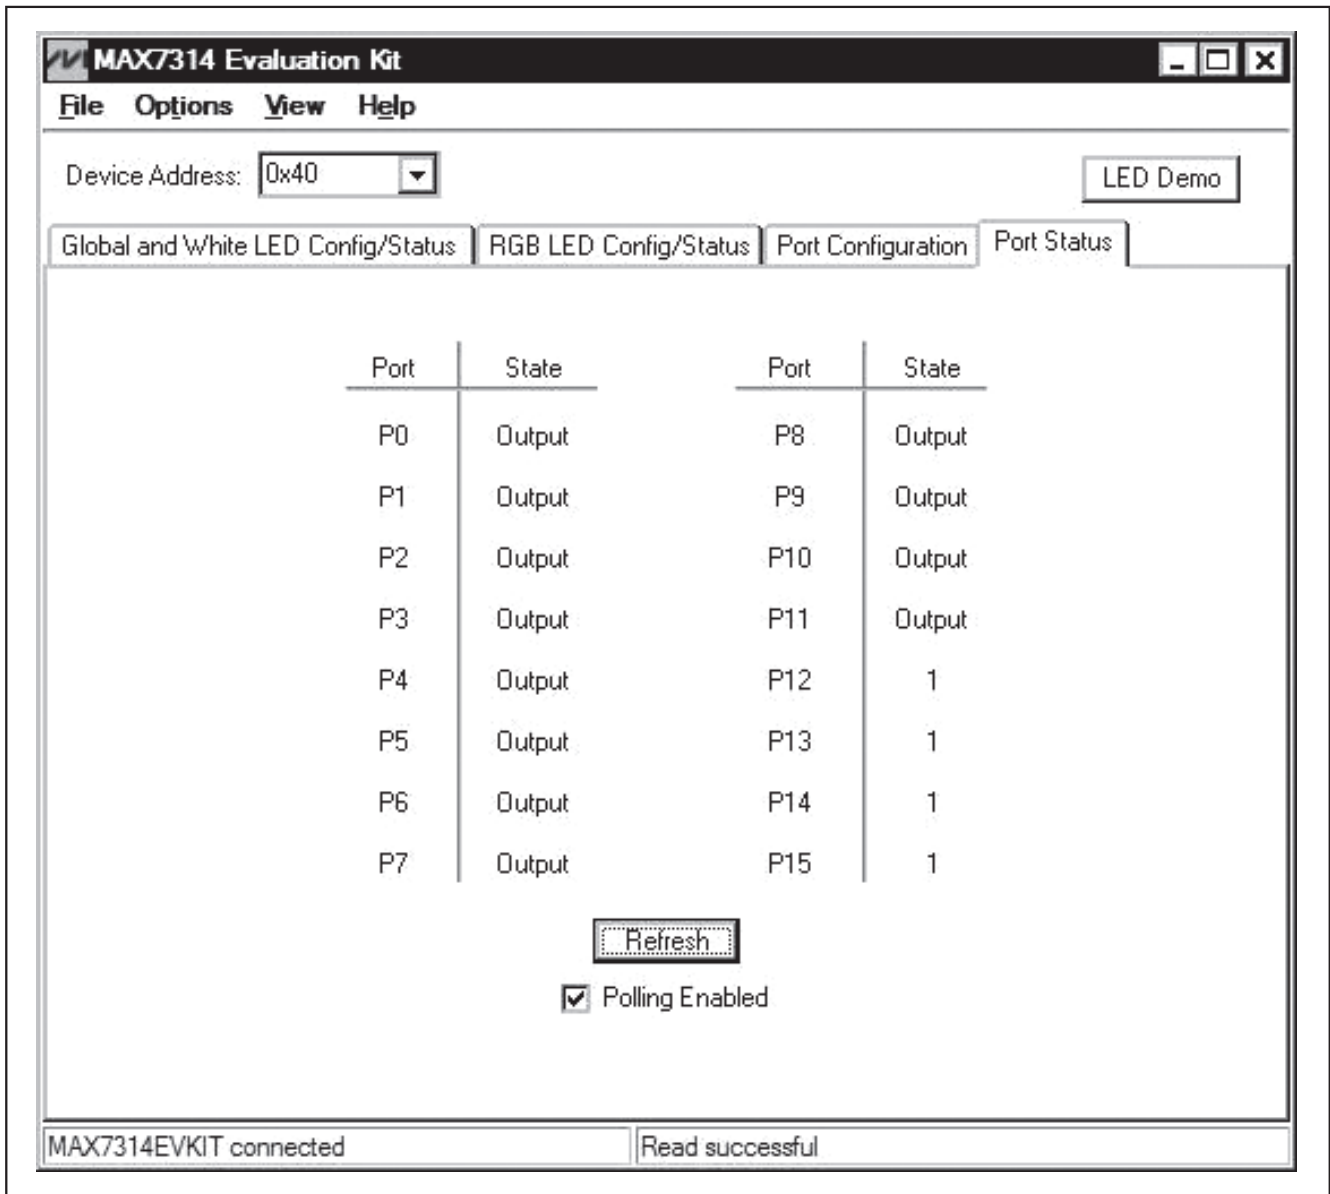 MAX7314 Evaluation Kit
File Options View Help
Device Address: 0x40 LED Demo
Global and White LED Config/Status RGB LED Config/Status Port Configuration Port Status
Port State Port State
P0 Output P8 Output
P1 Output P9 Output
P2 Output P10 Output
P3 Output P11 Output
P4 Output P12 1
P5 Output P13 1
P6 Output P14 1
P7 Output P15 1
Refresh
Polling Enabled
MAX7314EVKIT connected Read successful